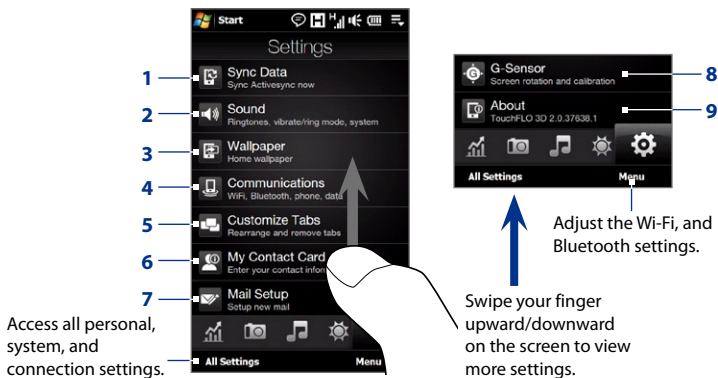 Start
Settings
1
Sync Data
Sync Activesync now
2
Sound
Ringtones, vibrate/ring mode, system
3
Wallpaper
Home wallpaper
4
Communications
WiFi, Bluetooth, phone, data
5
Customize Tabs
Rearrange and remove tabs
6
My Contact Card
Enter your contact
7
Mail Setup
Setup new mail
All Settings
Menu
Access all personal,
system, and
connection settings.
G-Sensor
Screen rotation and calibration
8
About
TouchFLO 3D 2.0.37638.1
9
All Settings
Menu
Adjust the Wi-Fi, and
Bluetooth settings.
Swipe your finger
upward/downward
on the screen to view
more settings.